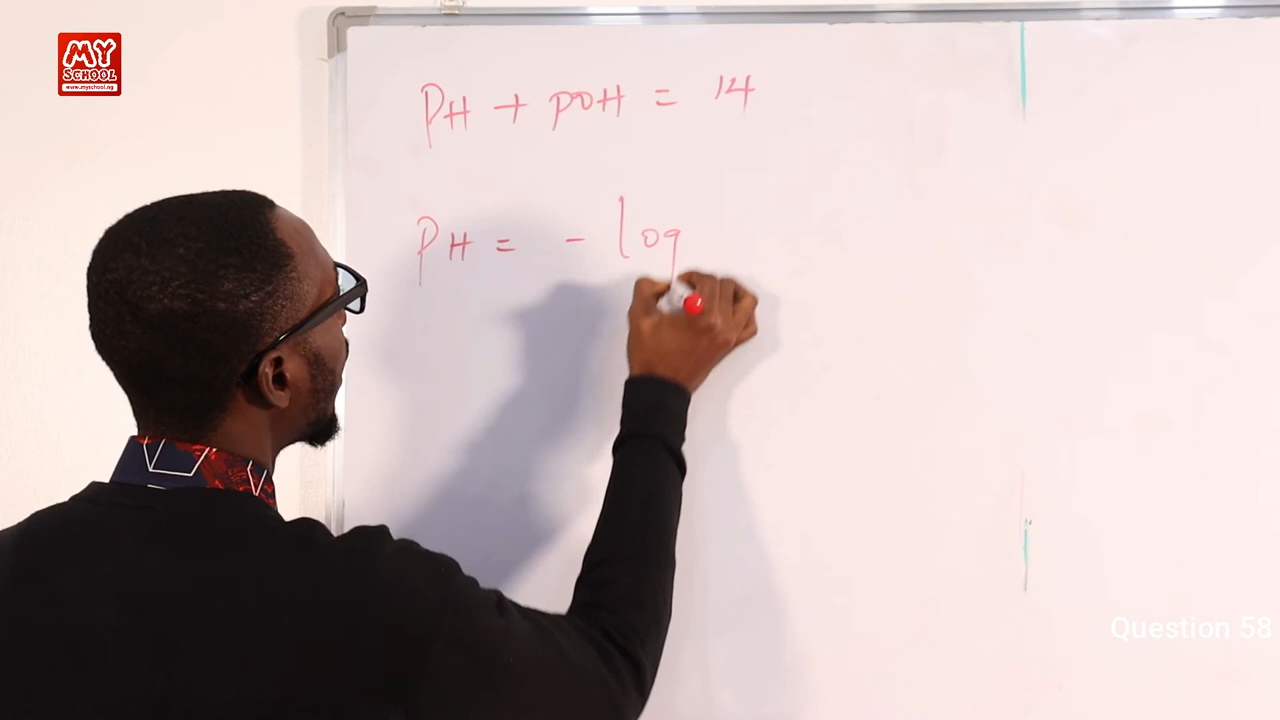 MY
SCHOOL
www.myschool.ng
PH + POH = 14
PH = - log
Question 58